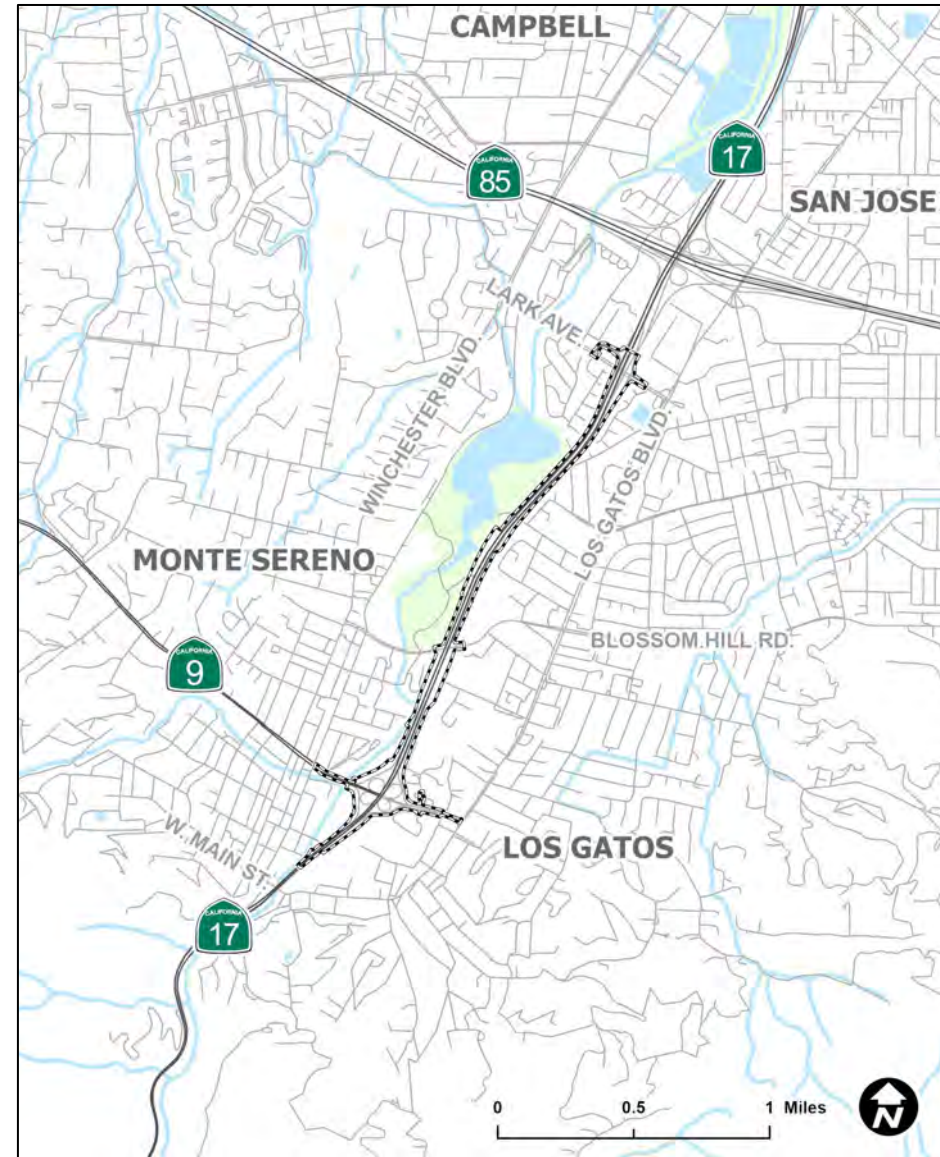 CAMPBELL
CALIFORNIA
17
CALIFORNIA
85
SAN JOSE
LARK AVE.
WINCHESTER BLVD.
LOS GATOS BLVD.
MONTE SERENO
BLOSSOM HILL RD.
CALIFORNIA
9
W. MAIN ST.
LOS GATOS
CALIFORNIA
17
0 0.5 1 Miles
N